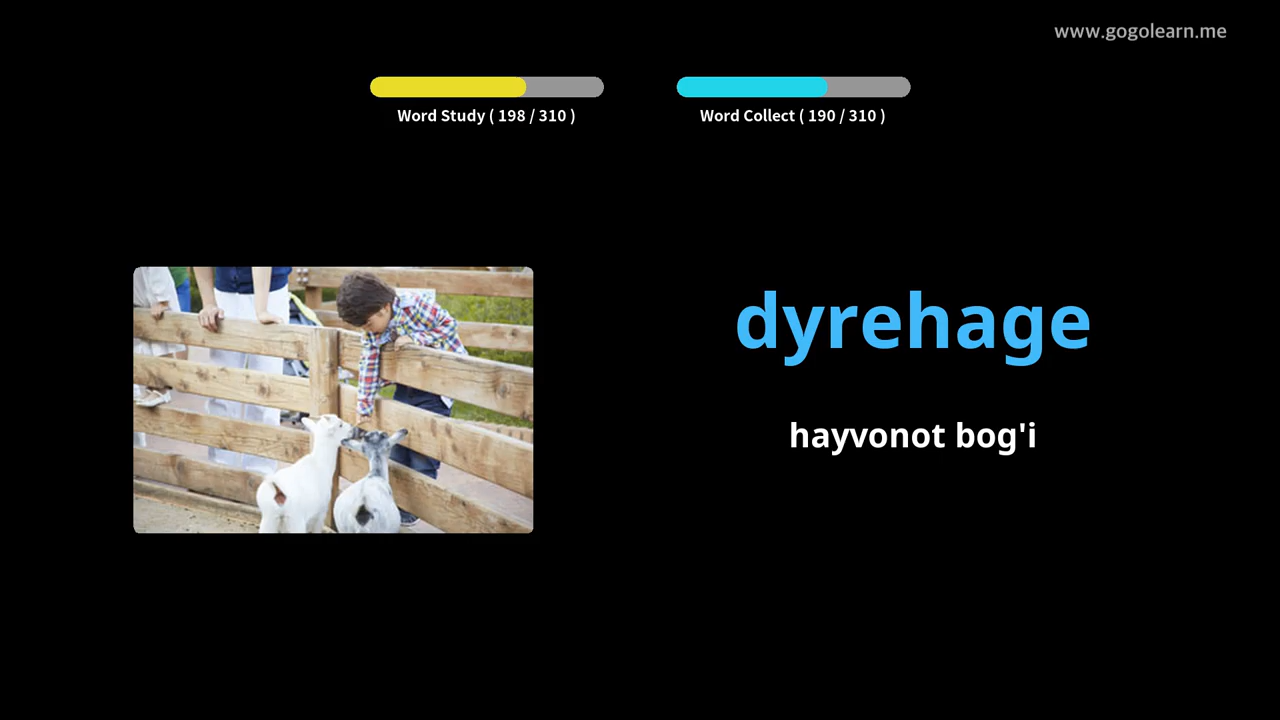 www.gogolearn.me
Word Study ( 198 / 310 )
Word Collect ( 190 / 310 )
dyrehage
hayvonot bog'i